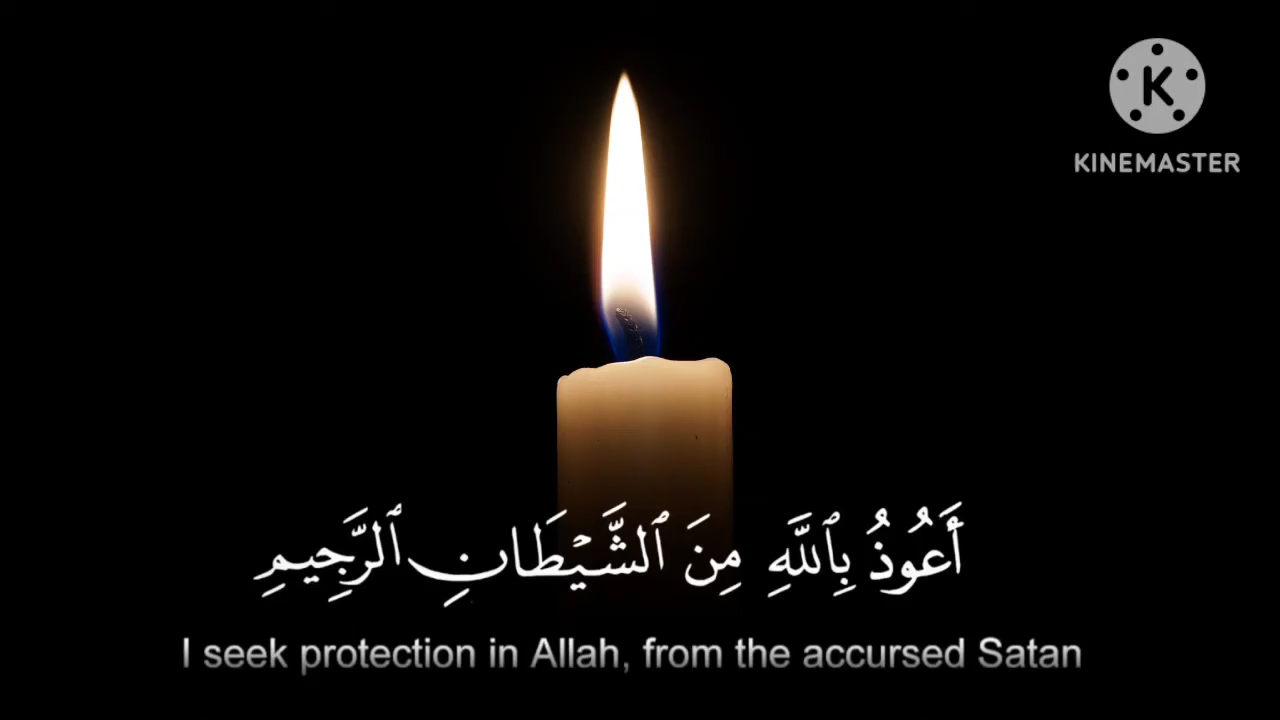 K
KINEMASTER
أَعُوذُ بِٱللَّهِ مِنَ ٱلشَّيْطَانِ ٱلرَّجِيمِ
I seek protection in Allah, from the accursed Satan